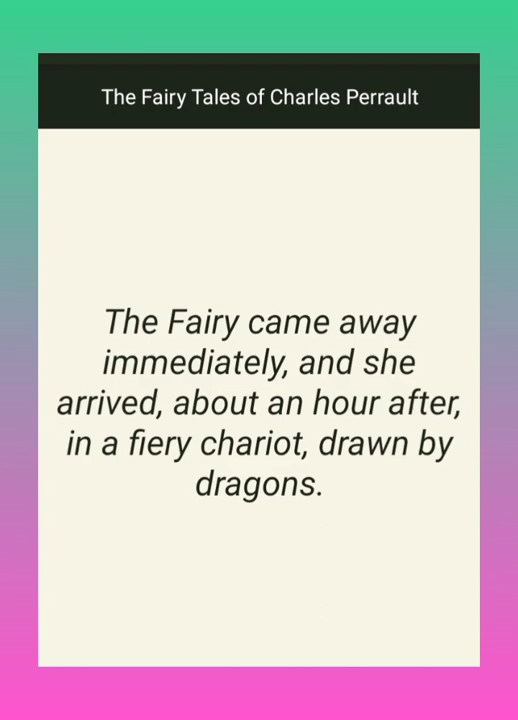 The Fairy Tales of Charles Perrault
The Fairy came away
immediately, and she
arrived, about an hour after,
in a fiery chariot, drawn by
dragons.